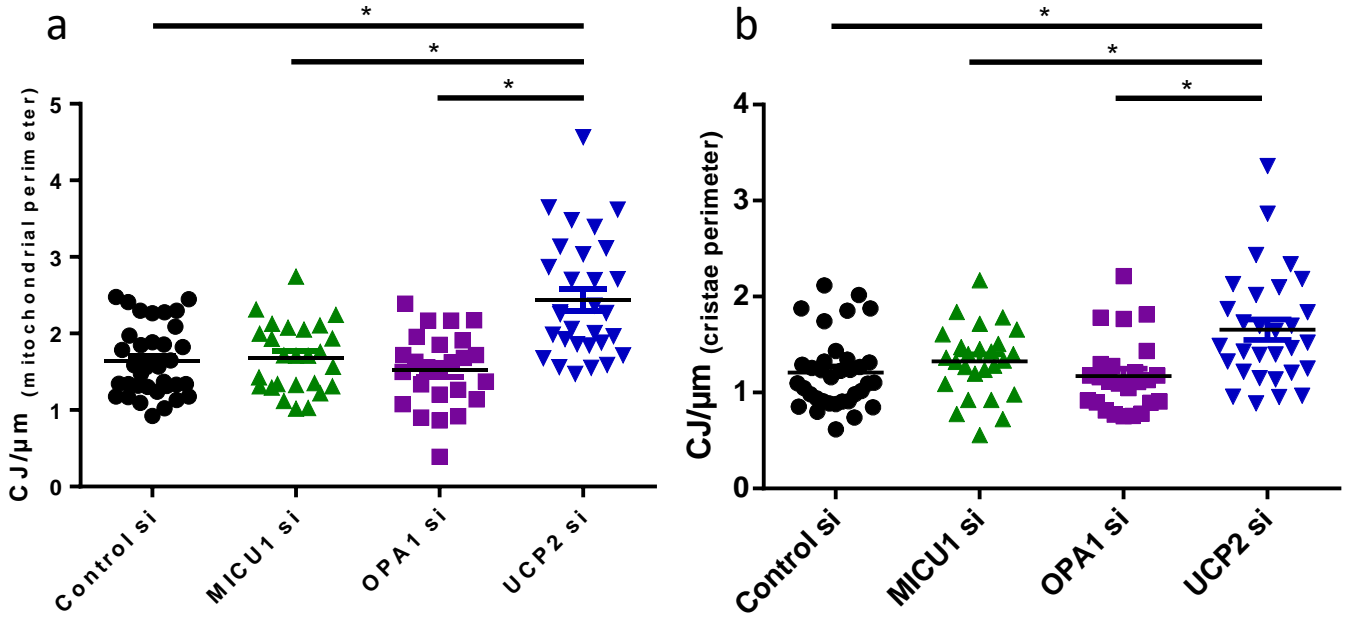 a
*
*
*
CJ/µm (mitochondrial perimeter)
5
4
3
2
1
0
Control si
MICU1 si
OPA1 si
UCP2 si
b
*
*
*
CJ/µm (cristae perimeter)
4
3
2
1
0
Control si
MICU1 si
OPA1 si
UCP2 si